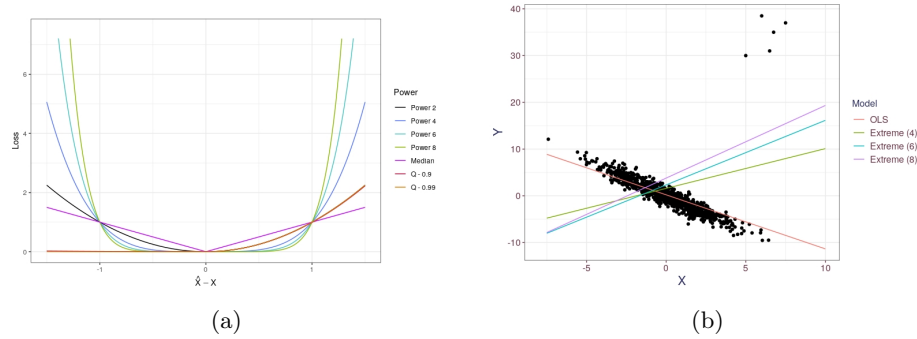 Loss
6
4
2
0
-1
0
1
X̂ − X
Power
Power 2
Power 4
Power 6
Power 8
Median
Q - 0.9
Q - 0.99
(a)
Y
40
30
20
10
0
-10
-5
0
5
10
X
Model
OLS
Extreme (4)
Extreme (6)
Extreme (8)
(b)